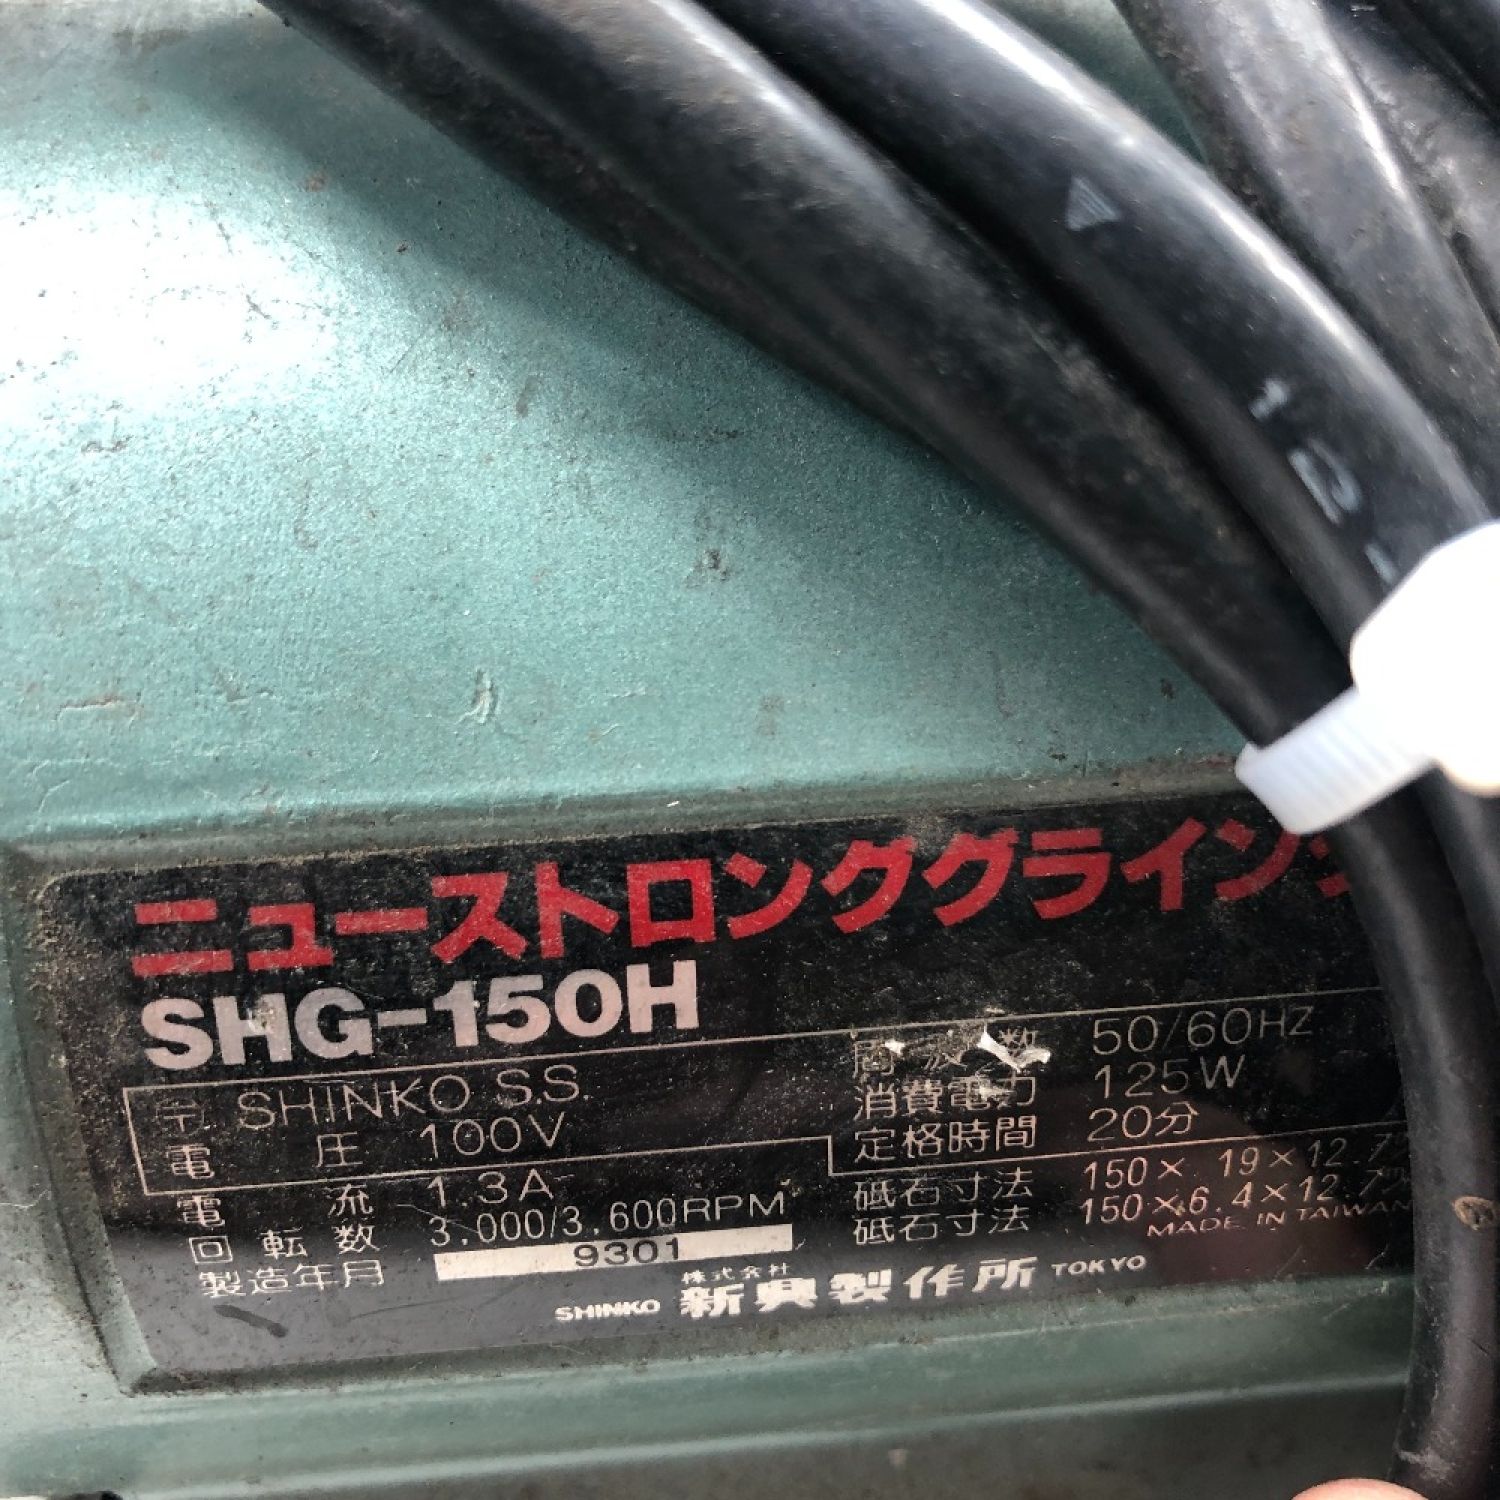 ニューストロンググライン
SHG-150H
〒 SHINKO S.S.
電圧 100V
電流 1.3A
回転数 3,000/3,600RPM
製造年月 9301
周波数 50/60HZ
消費電力 125W
定格時間 20分
砥石寸法 150× 19×12.7
砥石寸法 150×6.4×12.7
MADE IN TAIWAN
SHINKO 株式会社 新興製作所 TOKYO
12